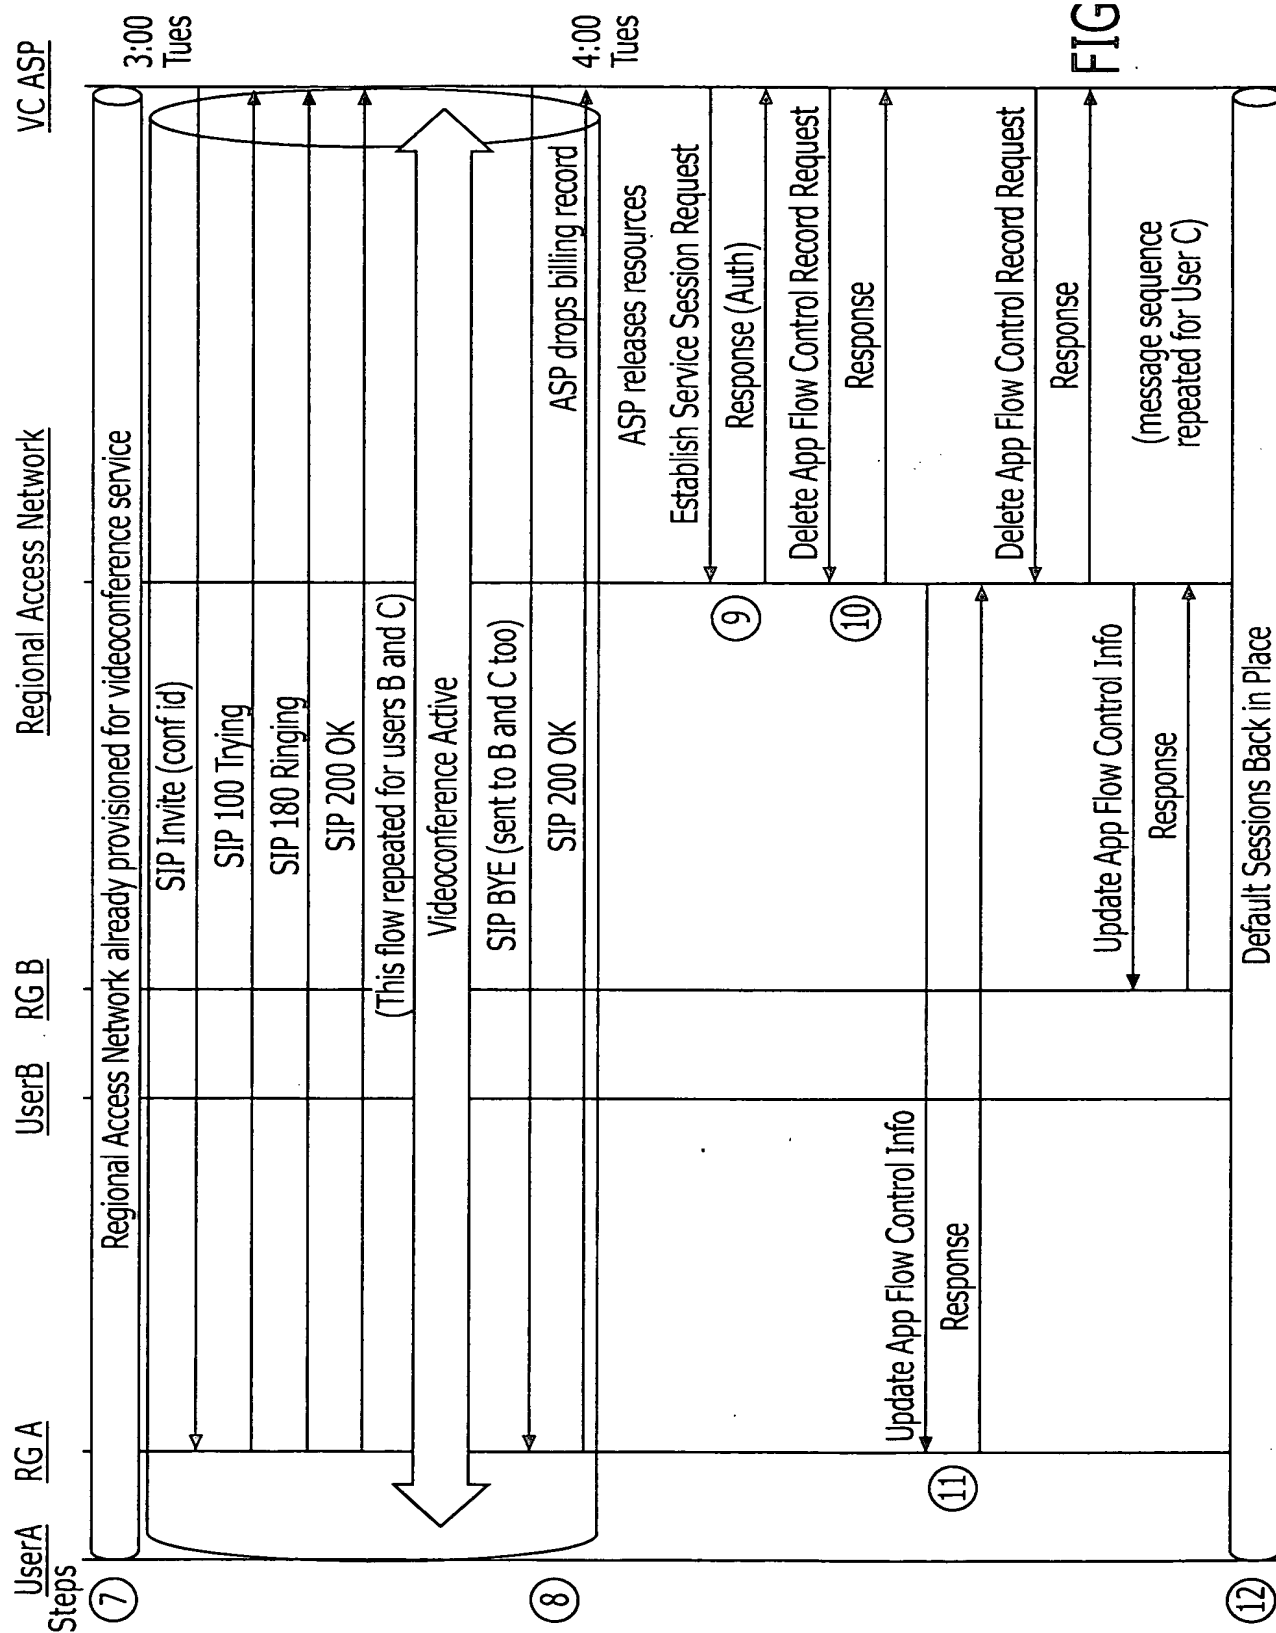 UserA
RG A
UserB
RG B
Regional Access Network
VC ASP
Steps
7
Regional Access Network already provisioned for videoconference service
3:00
Tues
SIP Invite (conf id)
SIP 100 Trying
SIP 180 Ringing
SIP 200 OK
(This flow repeated for users B and C)
Videoconference Active
8
SIP BYE (sent to B and C too)
SIP 200 OK
ASP drops billing record
4:00
Tues
ASP releases resources
Establish Service Session Request
9
Response (Auth)
Delete App Flow Control Record Request
10
Response
Update App Flow Control Info
11
Response
Delete App Flow Control Record Request
Response
Update App Flow Control Info
Response
(message sequence
repeated for User C)
12
Default Sessions Back in Place
FIG